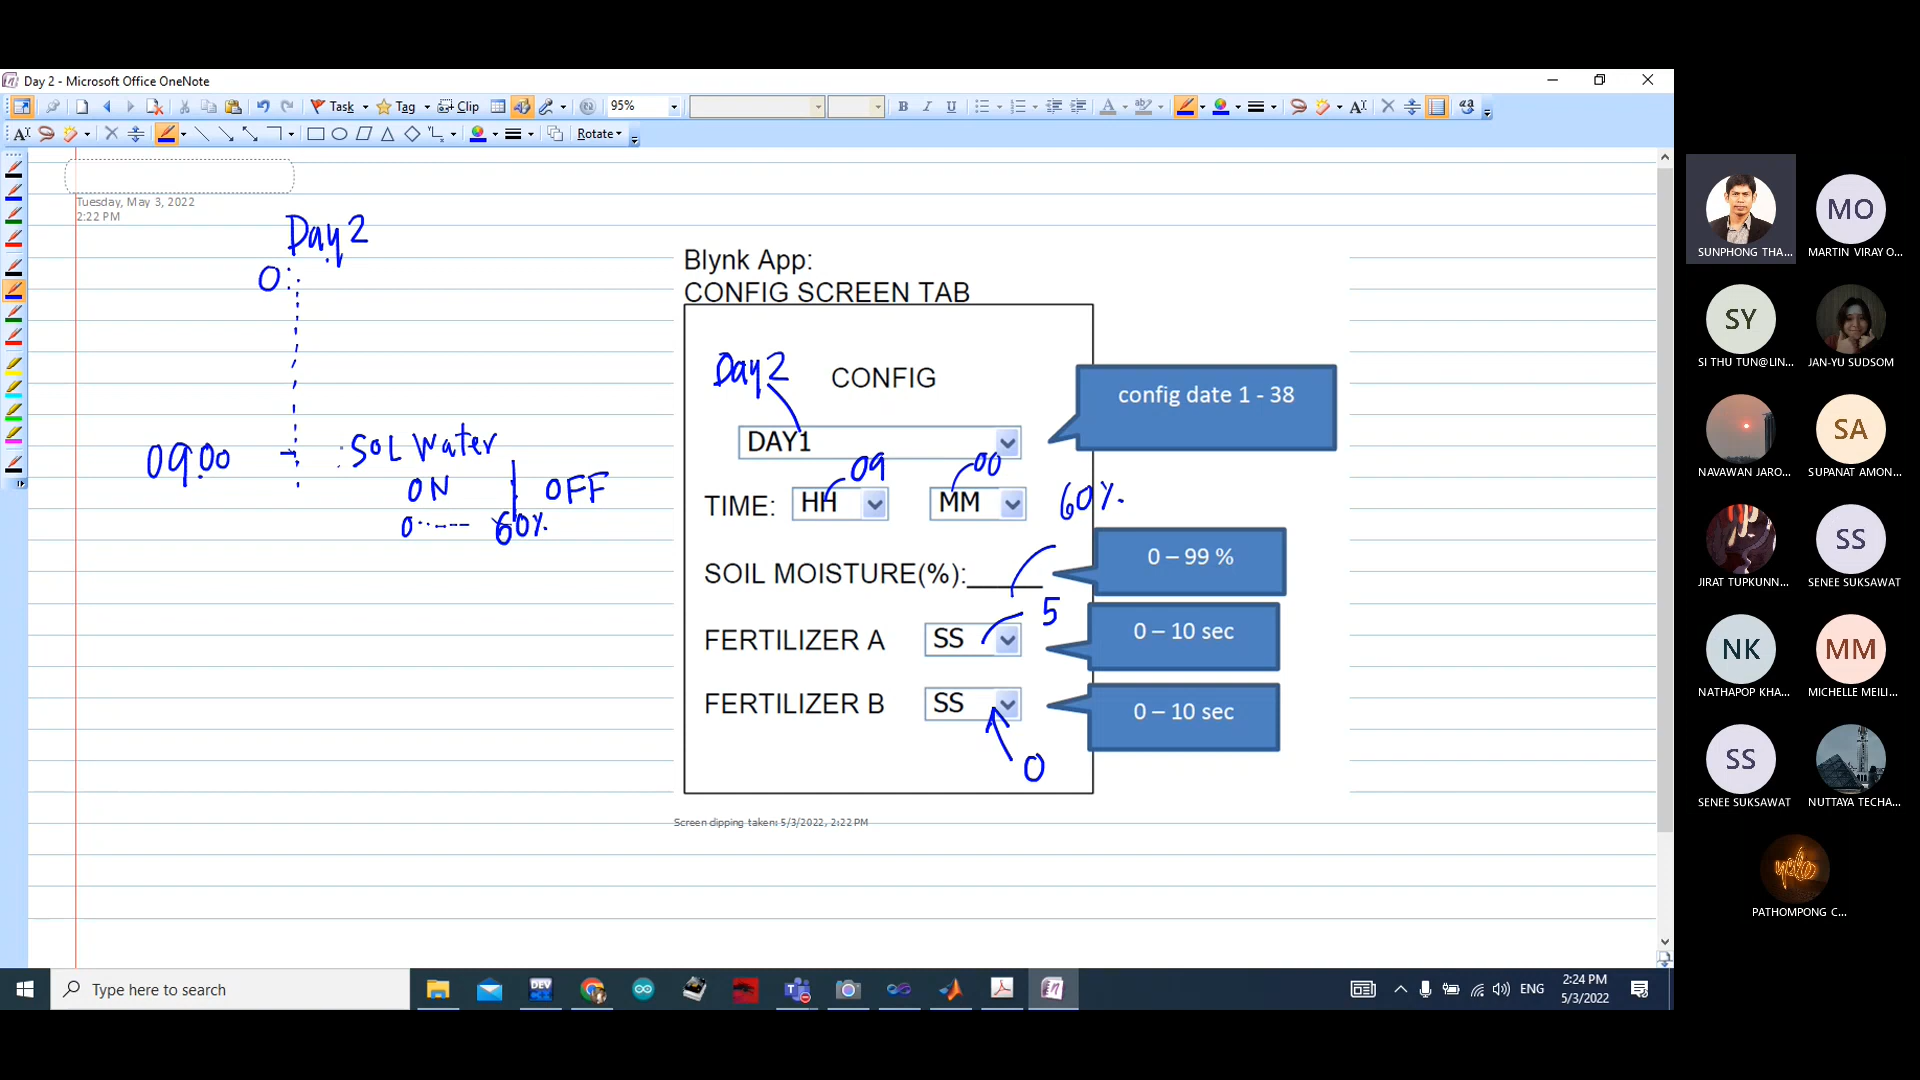 Day 2 - Microsoft Office OneNote
Task
Tag
Clip
95%
B I U
Rotate
Tuesday, May 3, 2022
2:22 PM
Day 2
0
09.00
SOL Water
ON
OFF
0
60%
Blynk App:
CONFIG SCREEN TAB
Day 2
CONFIG
config date 1 - 38
DAY1
09
00
TIME:
HH
MM
60%
SOIL MOISTURE(%):______
0 – 99 %
5
FERTILIZER A
SS
0 – 10 sec
FERTILIZER B
SS
0 – 10 sec
0
Screen clipping taken: 5/3/2022, 2:22 PM
SUNPHONG THA...
MO
MARTIN VIRAY O...
SY
SI THU TUN@LIN...
JAN-YU SUDSOM
NAVAWAN JARO...
SA
SUPANAT AMON...
JIRAT TUPKUNN...
SS
SENEE SUKSAWAT
NK
NATHAPOP KHA...
MM
MICHELLE MEILI...
SS
SENEE SUKSAWAT
NUTTAYA TECHA...
yolo
PATHOMPONG C...
Type here to search
DEV
ENG
2:24 PM
5/3/2022